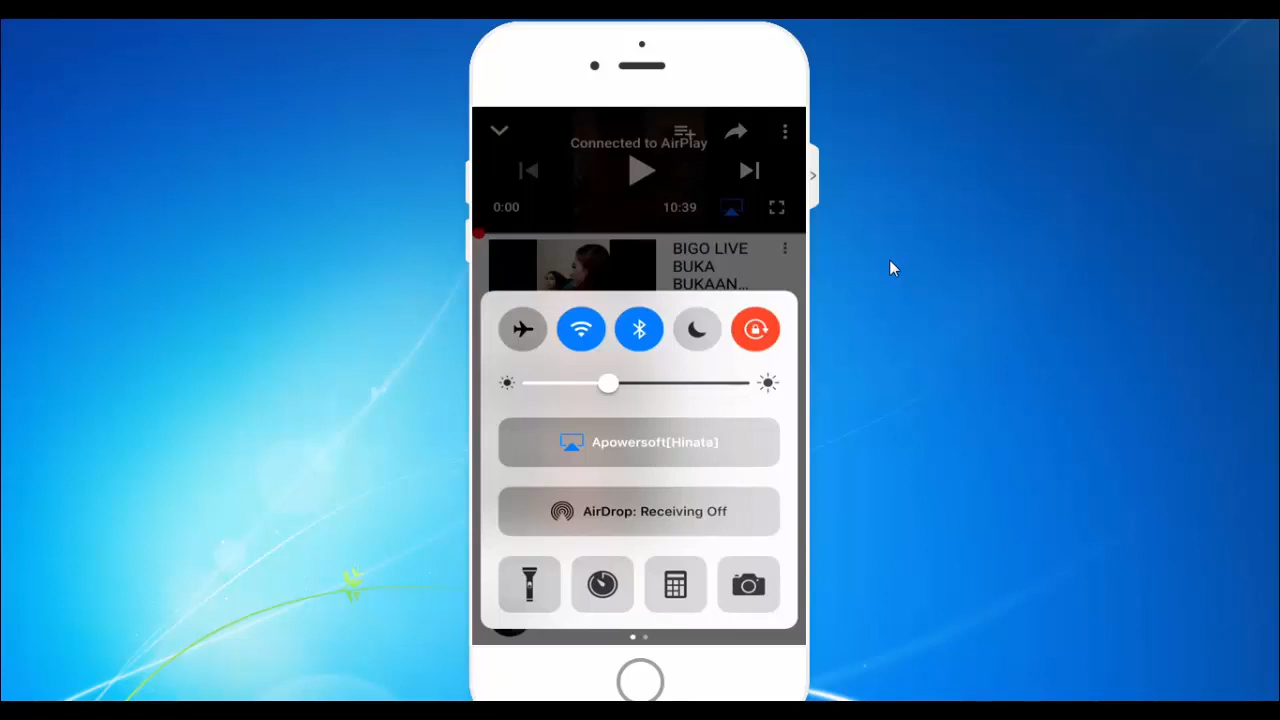 Connected to AirPlay
0:00
10:39
BIGO LIVE
BUKA
BUKAAN...
Apowersoft[Hinata]
AirDrop: Receiving Off